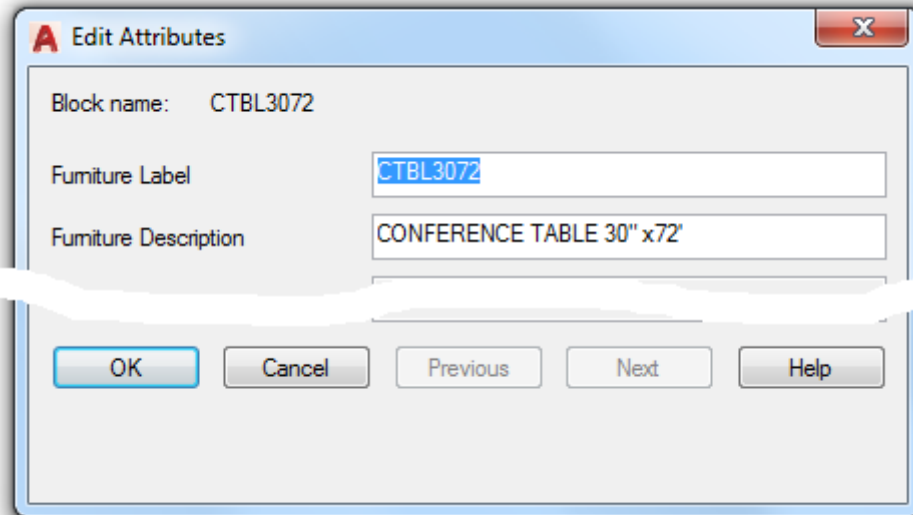 Edit Attributes
Block name: CTBL3072
Furniture Label CTBL3072
Furniture Description CONFERENCE TABLE 30" x72'
OK Cancel Previous Next Help